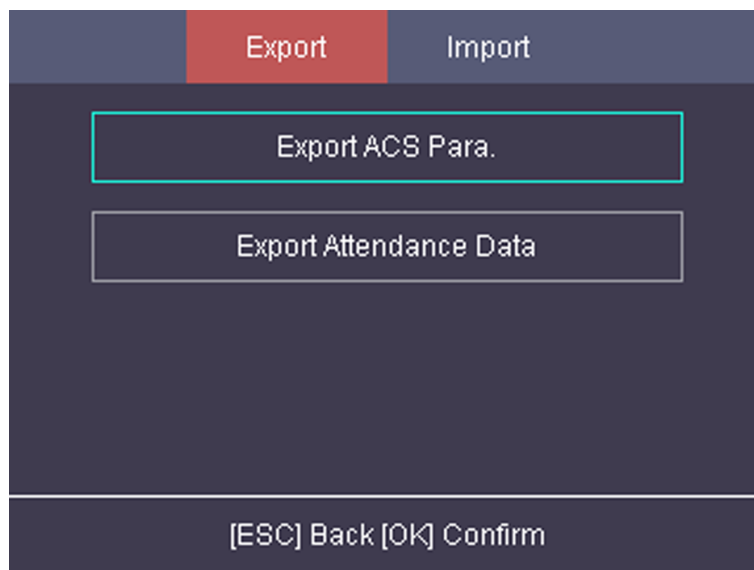 Export Import
Export ACS Para.
Export Attendance Data
[ESC] Back [OK] Confirm